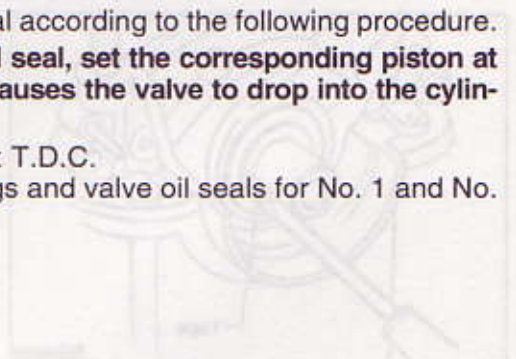 al according to the following procedure.
seal, set the corresponding piston at
auses the valve to drop into the cylin-
T.D.C.
gs and valve oil seals for No. 1 and No.